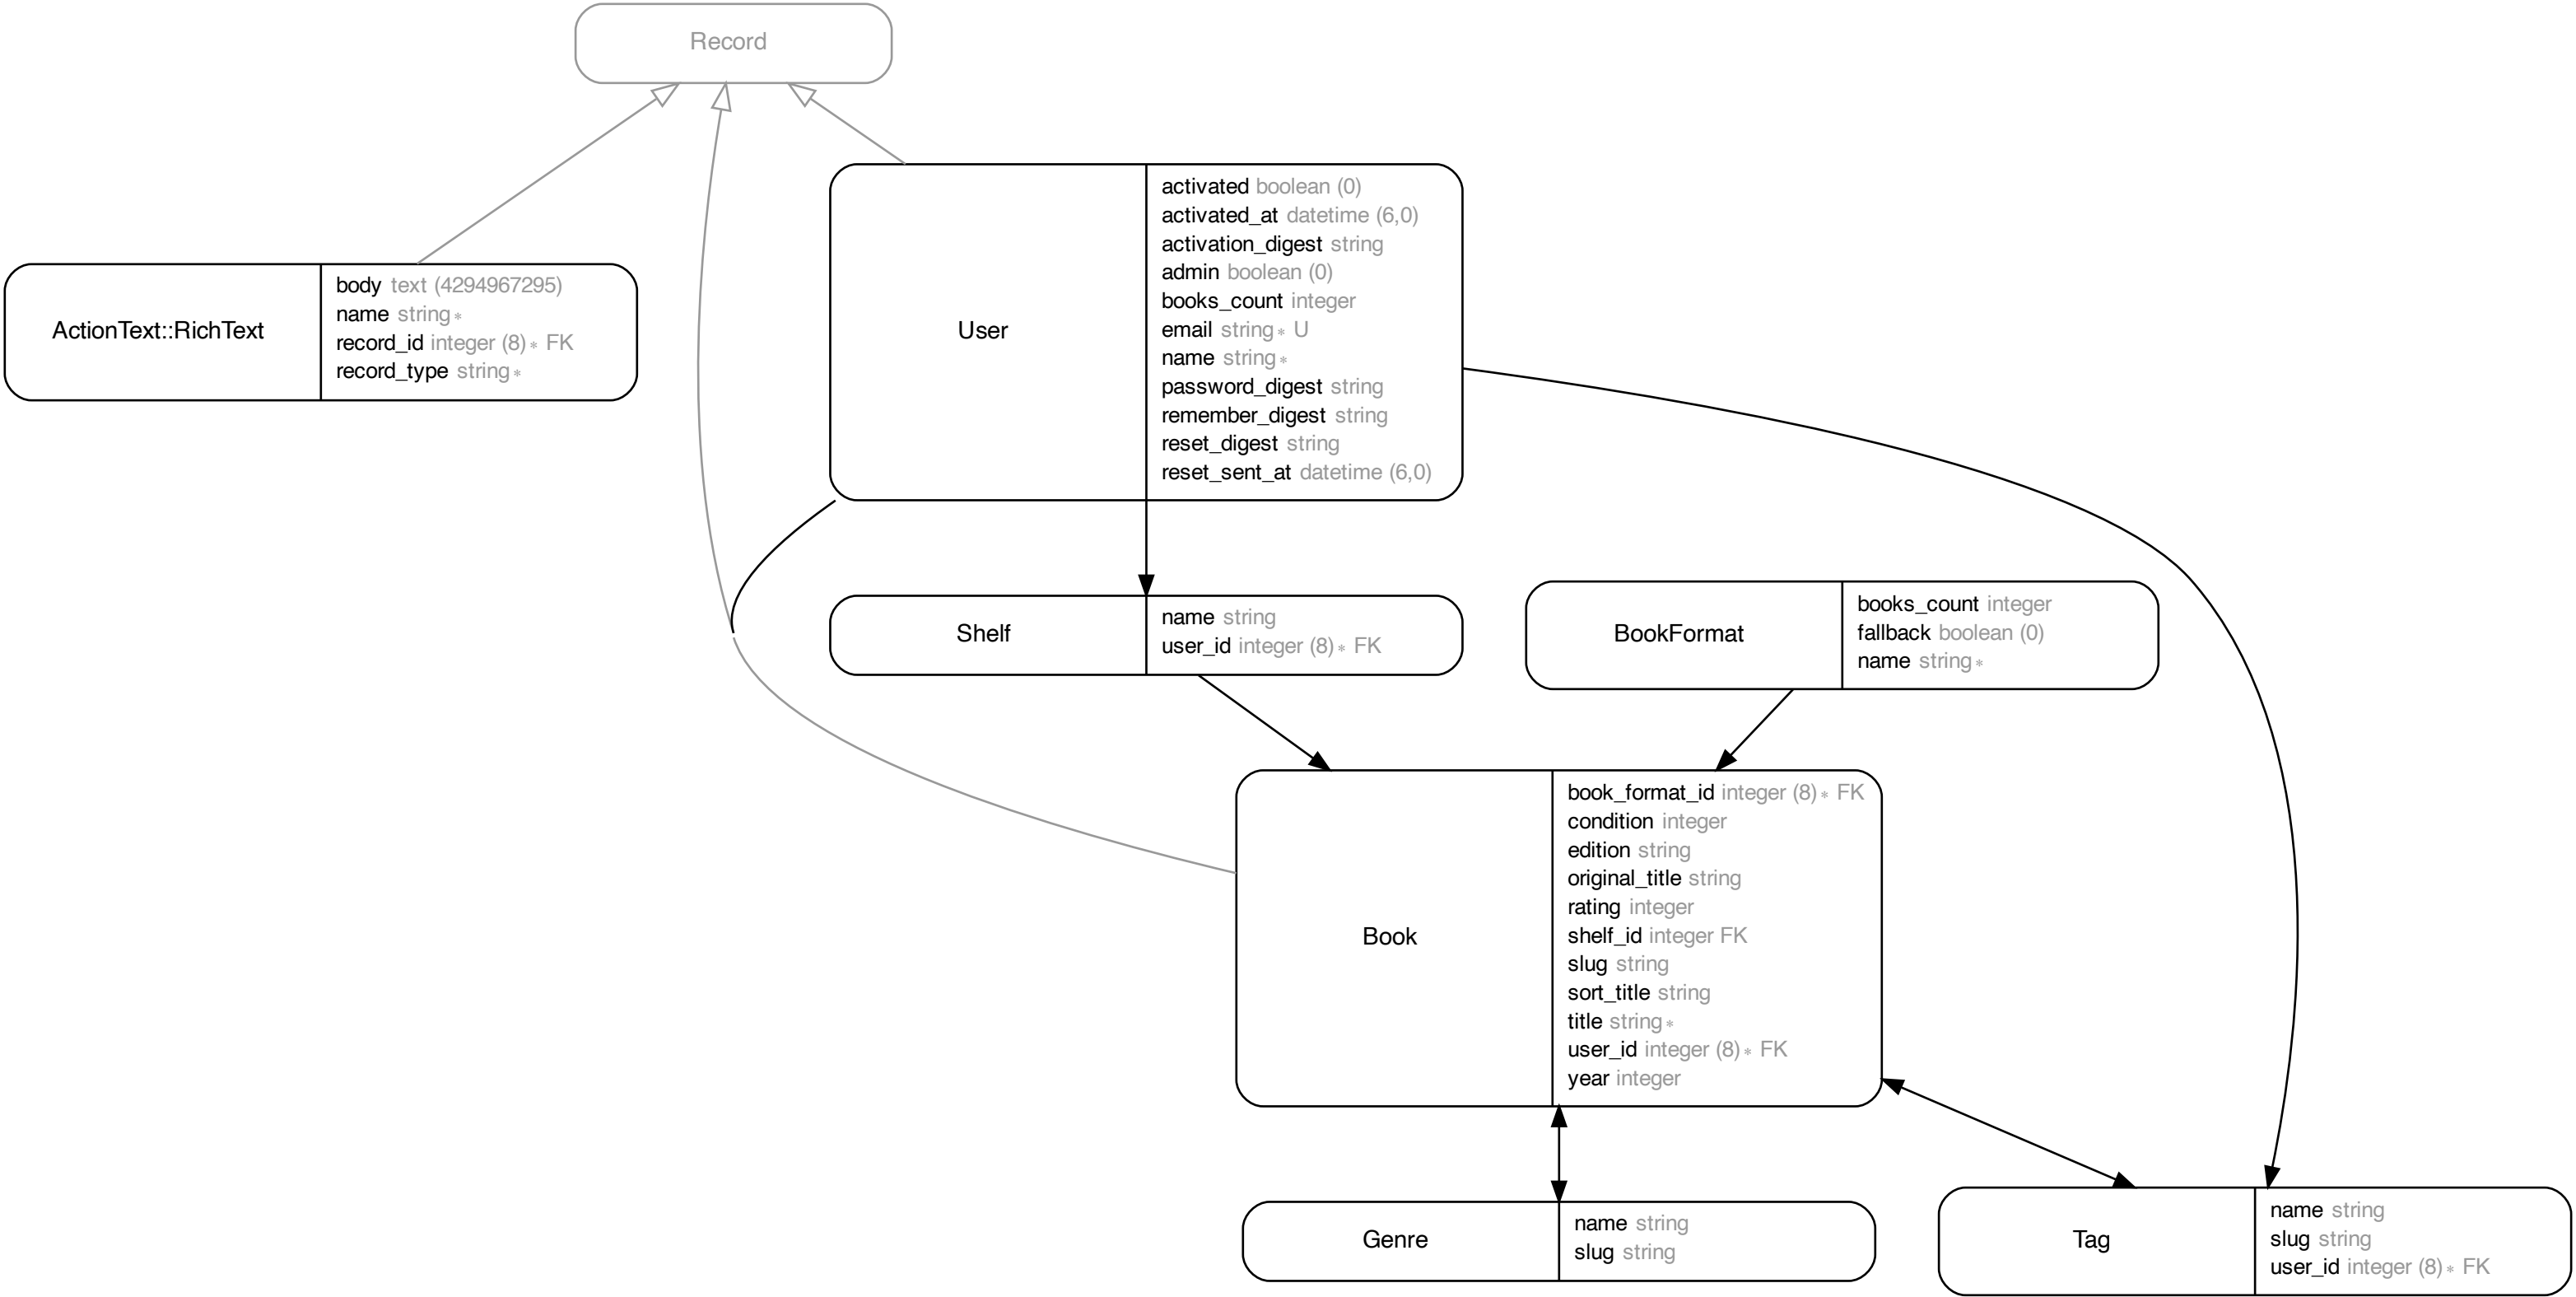 Record
User
activated boolean (0)
activated_at datetime (6,0)
activation_digest string
admin boolean (0)
books_count integer
email string∗ U
name string∗
password_digest string
remember_digest string
reset_digest string
reset_sent_at datetime (6,0)
ActionText::RichText
body text (4294967295)
name string∗
record_id integer (8)∗ FK
record_type string∗
Shelf
name string
user_id integer (8)∗ FK
BookFormat
books_count integer
fallback boolean (0)
name string∗
Book
book_format_id integer (8)∗ FK
condition integer
edition string
original_title string
rating integer
shelf_id integer FK
slug string
sort_title string
title string∗
user_id integer (8)∗ FK
year integer
Genre
name string
slug string
Tag
name string
slug string
user_id integer (8)∗ FK